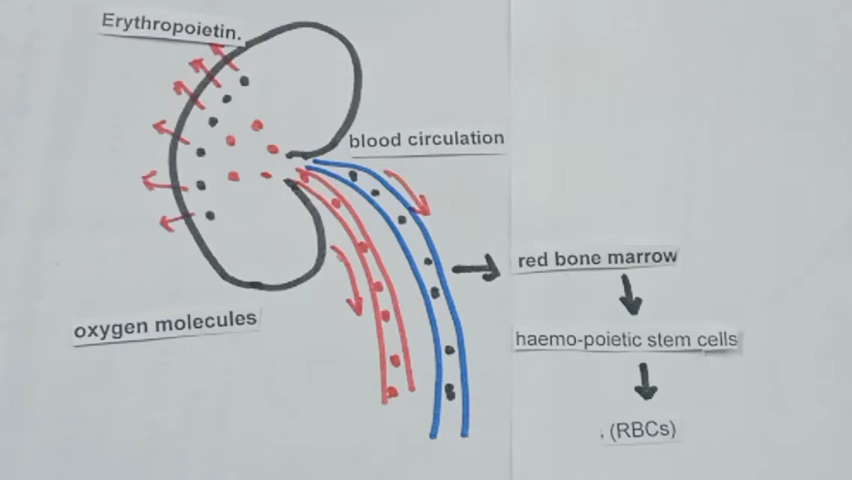 Erythropoietin.
blood circulation
red bone marrow
oxygen molecules
haemo-poietic stem cells
. (RBCs)